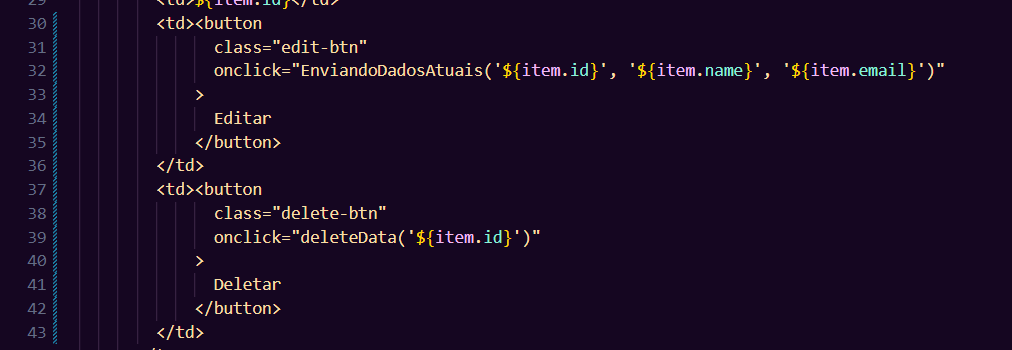 29 <td>${item.id}</td>
30 <td><button
31 class="edit-btn"
32 onclick="EnviandoDadosAtuais('${item.id}', '${item.name}', '${item.email}')"
33 >
34 Editar
35 </button>
36 </td>
37 <td><button
38 class="delete-btn"
39 onclick="deleteData('${item.id}')"
40 >
41 Deletar
42 </button>
43 </td>